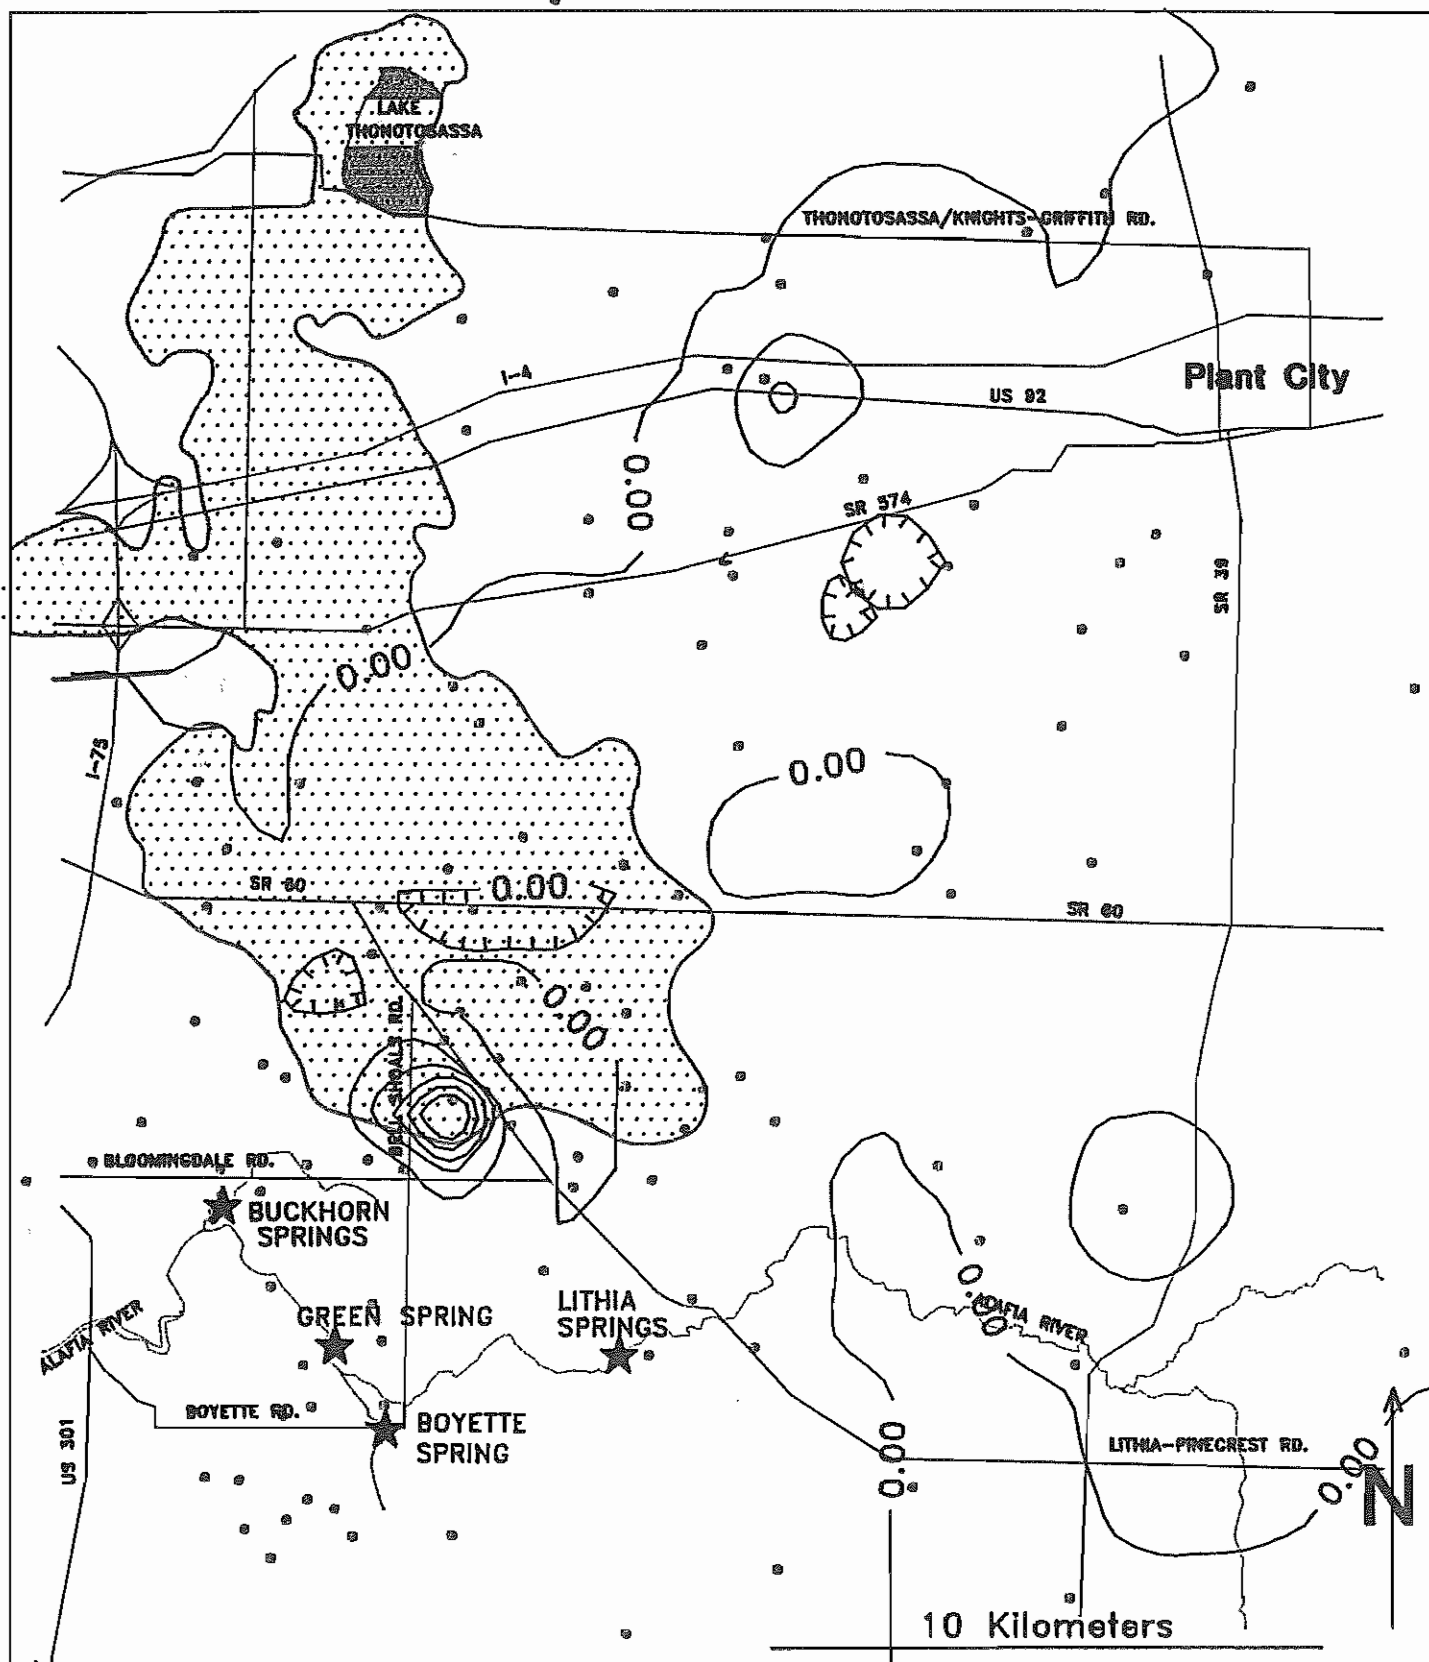 LAKE
THONOTOSASSA
THONOTOSASSA/KNIGHTS-GRIFFITH RD.
I-4
Plant City
US 92
0.00
SR 574
SR 39
0.00
I-75
0.00
SR 60
0.00
SR 60
0.00
BELL SHOALS RD.
BLOOMINGDALE RD.
BUCKHORN
SPRINGS
0.00
ALAFIA RIVER
GREEN SPRING
LITHIA
SPRINGS
ALAFIA RIVER
BOYETTE RD.
BOYETTE
SPRING
US 301
0.00
LITHIA-PINECREST RD.
0.00
N
10 Kilometers